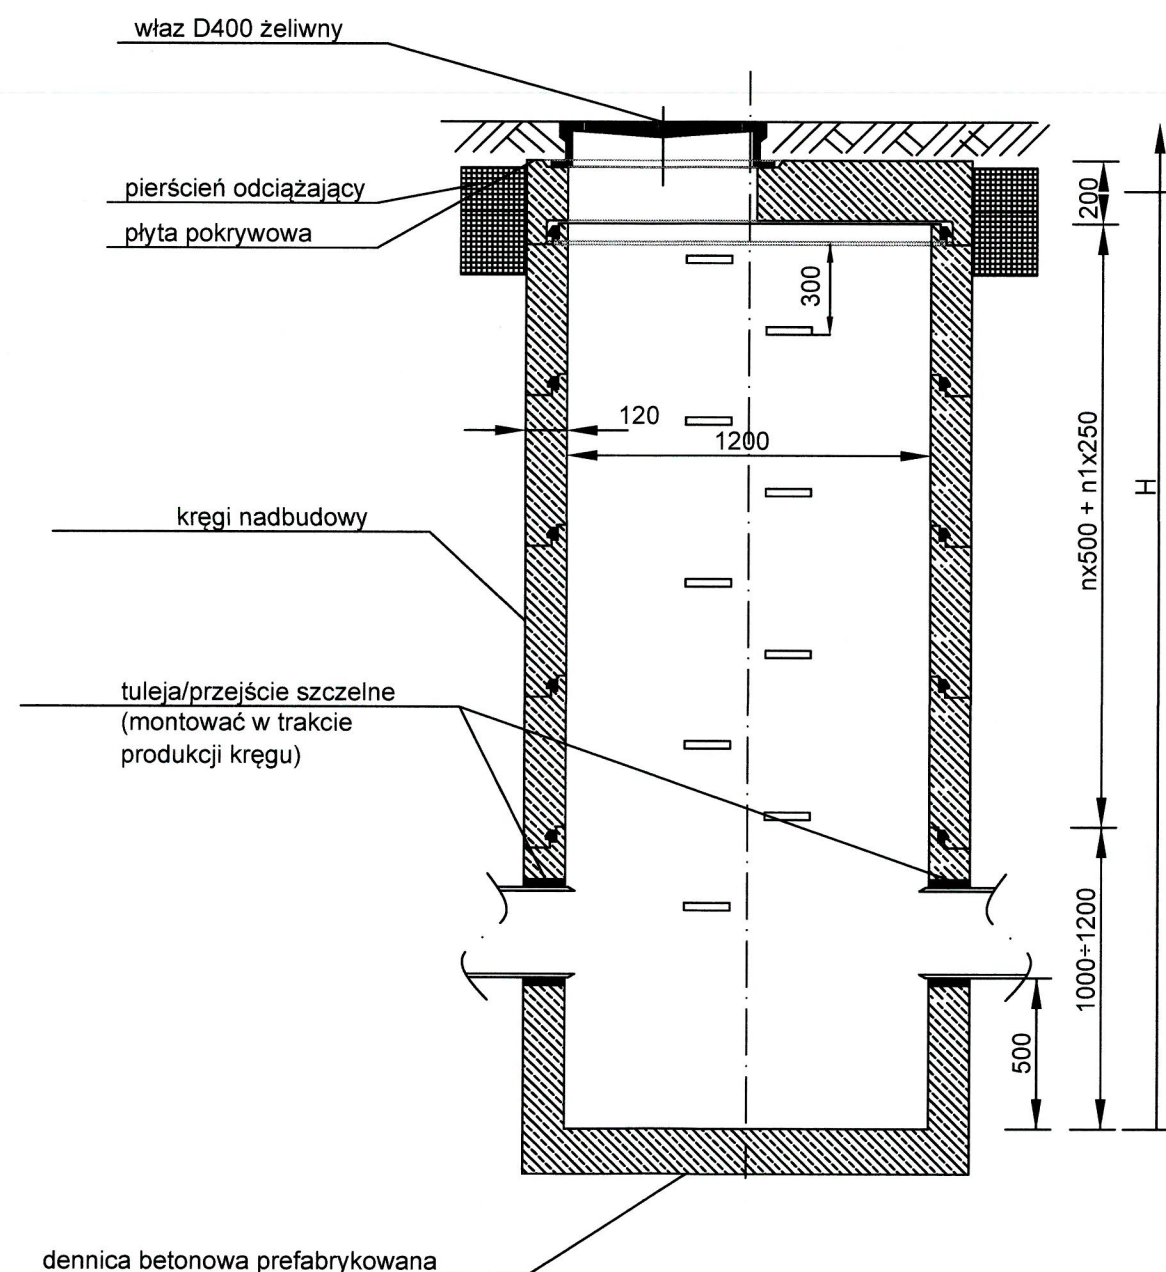 właz D400 żeliwny
pierścień odciążający
płyta pokrywowa
200
300
120
1200
nx500 + n1x250
H
kręgi nadbudowy
tuleja/przejście szczelne
(montować w trakcie
produkcji kręgu)
1000÷1200
500
dennica betonowa prefabrykowana